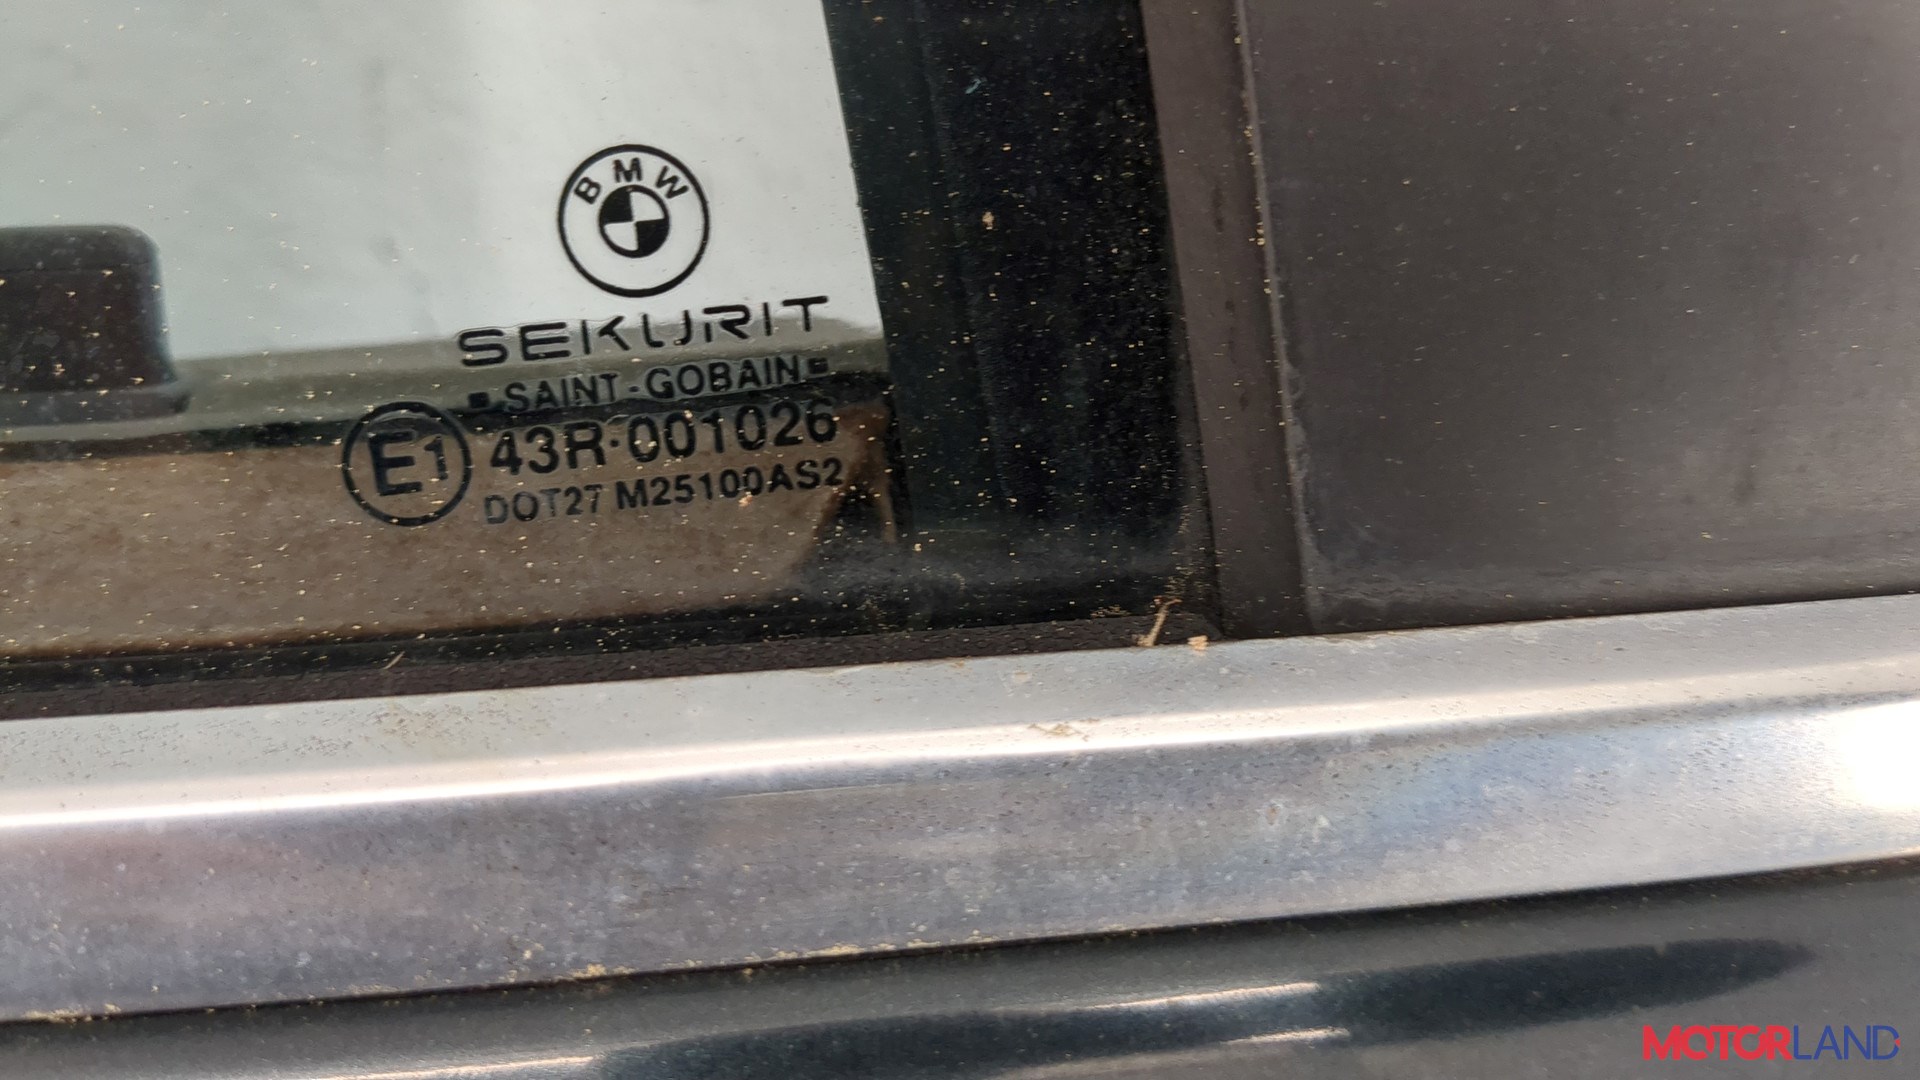 BMW
SEKURIT
SAINT-GOBAIN
E1 43R·001026
DOT27 M25100AS2
MOTORLAND